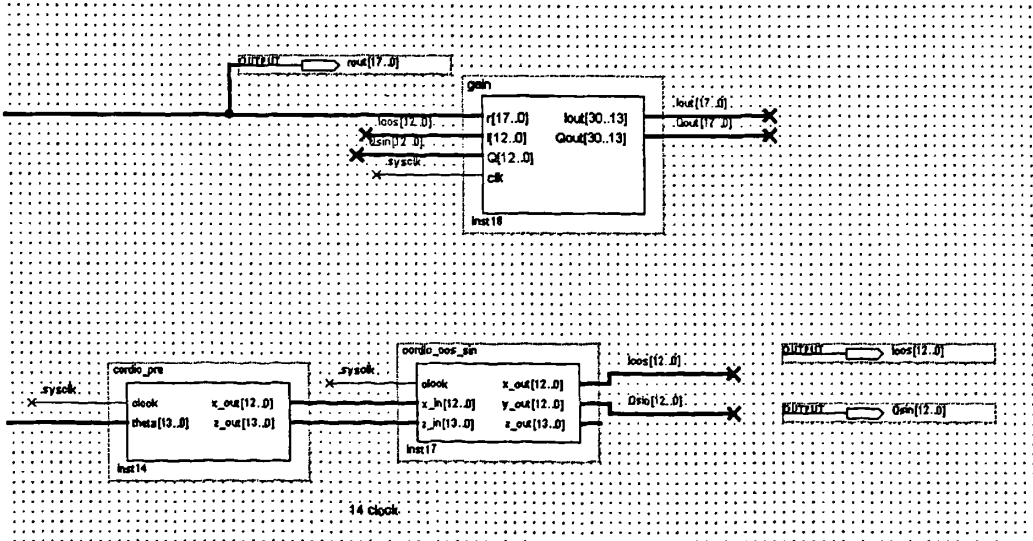 OUTPUT rout[17..0]
gain
r[17..0] Iout[30..13] Iout[17..0]
Icos[12..0] I[12..0] Qout[30..13] Qout[17..0]
Qsin[12..0] Q[12..0]
sysclk clk
inst18
cordic_pre
sysclk clock x_out[12..0]
theta[13..0] z_out[13..0]
inst14
cordic_cos_sin
sysclk clock x_out[12..0] Icos[12..0]
x_in[12..0] y_out[12..0] Qsin[12..0]
z_in[13..0] z_out[13..0]
inst17
OUTPUT Icos[12..0]
OUTPUT Qsin[12..0]
14 clock